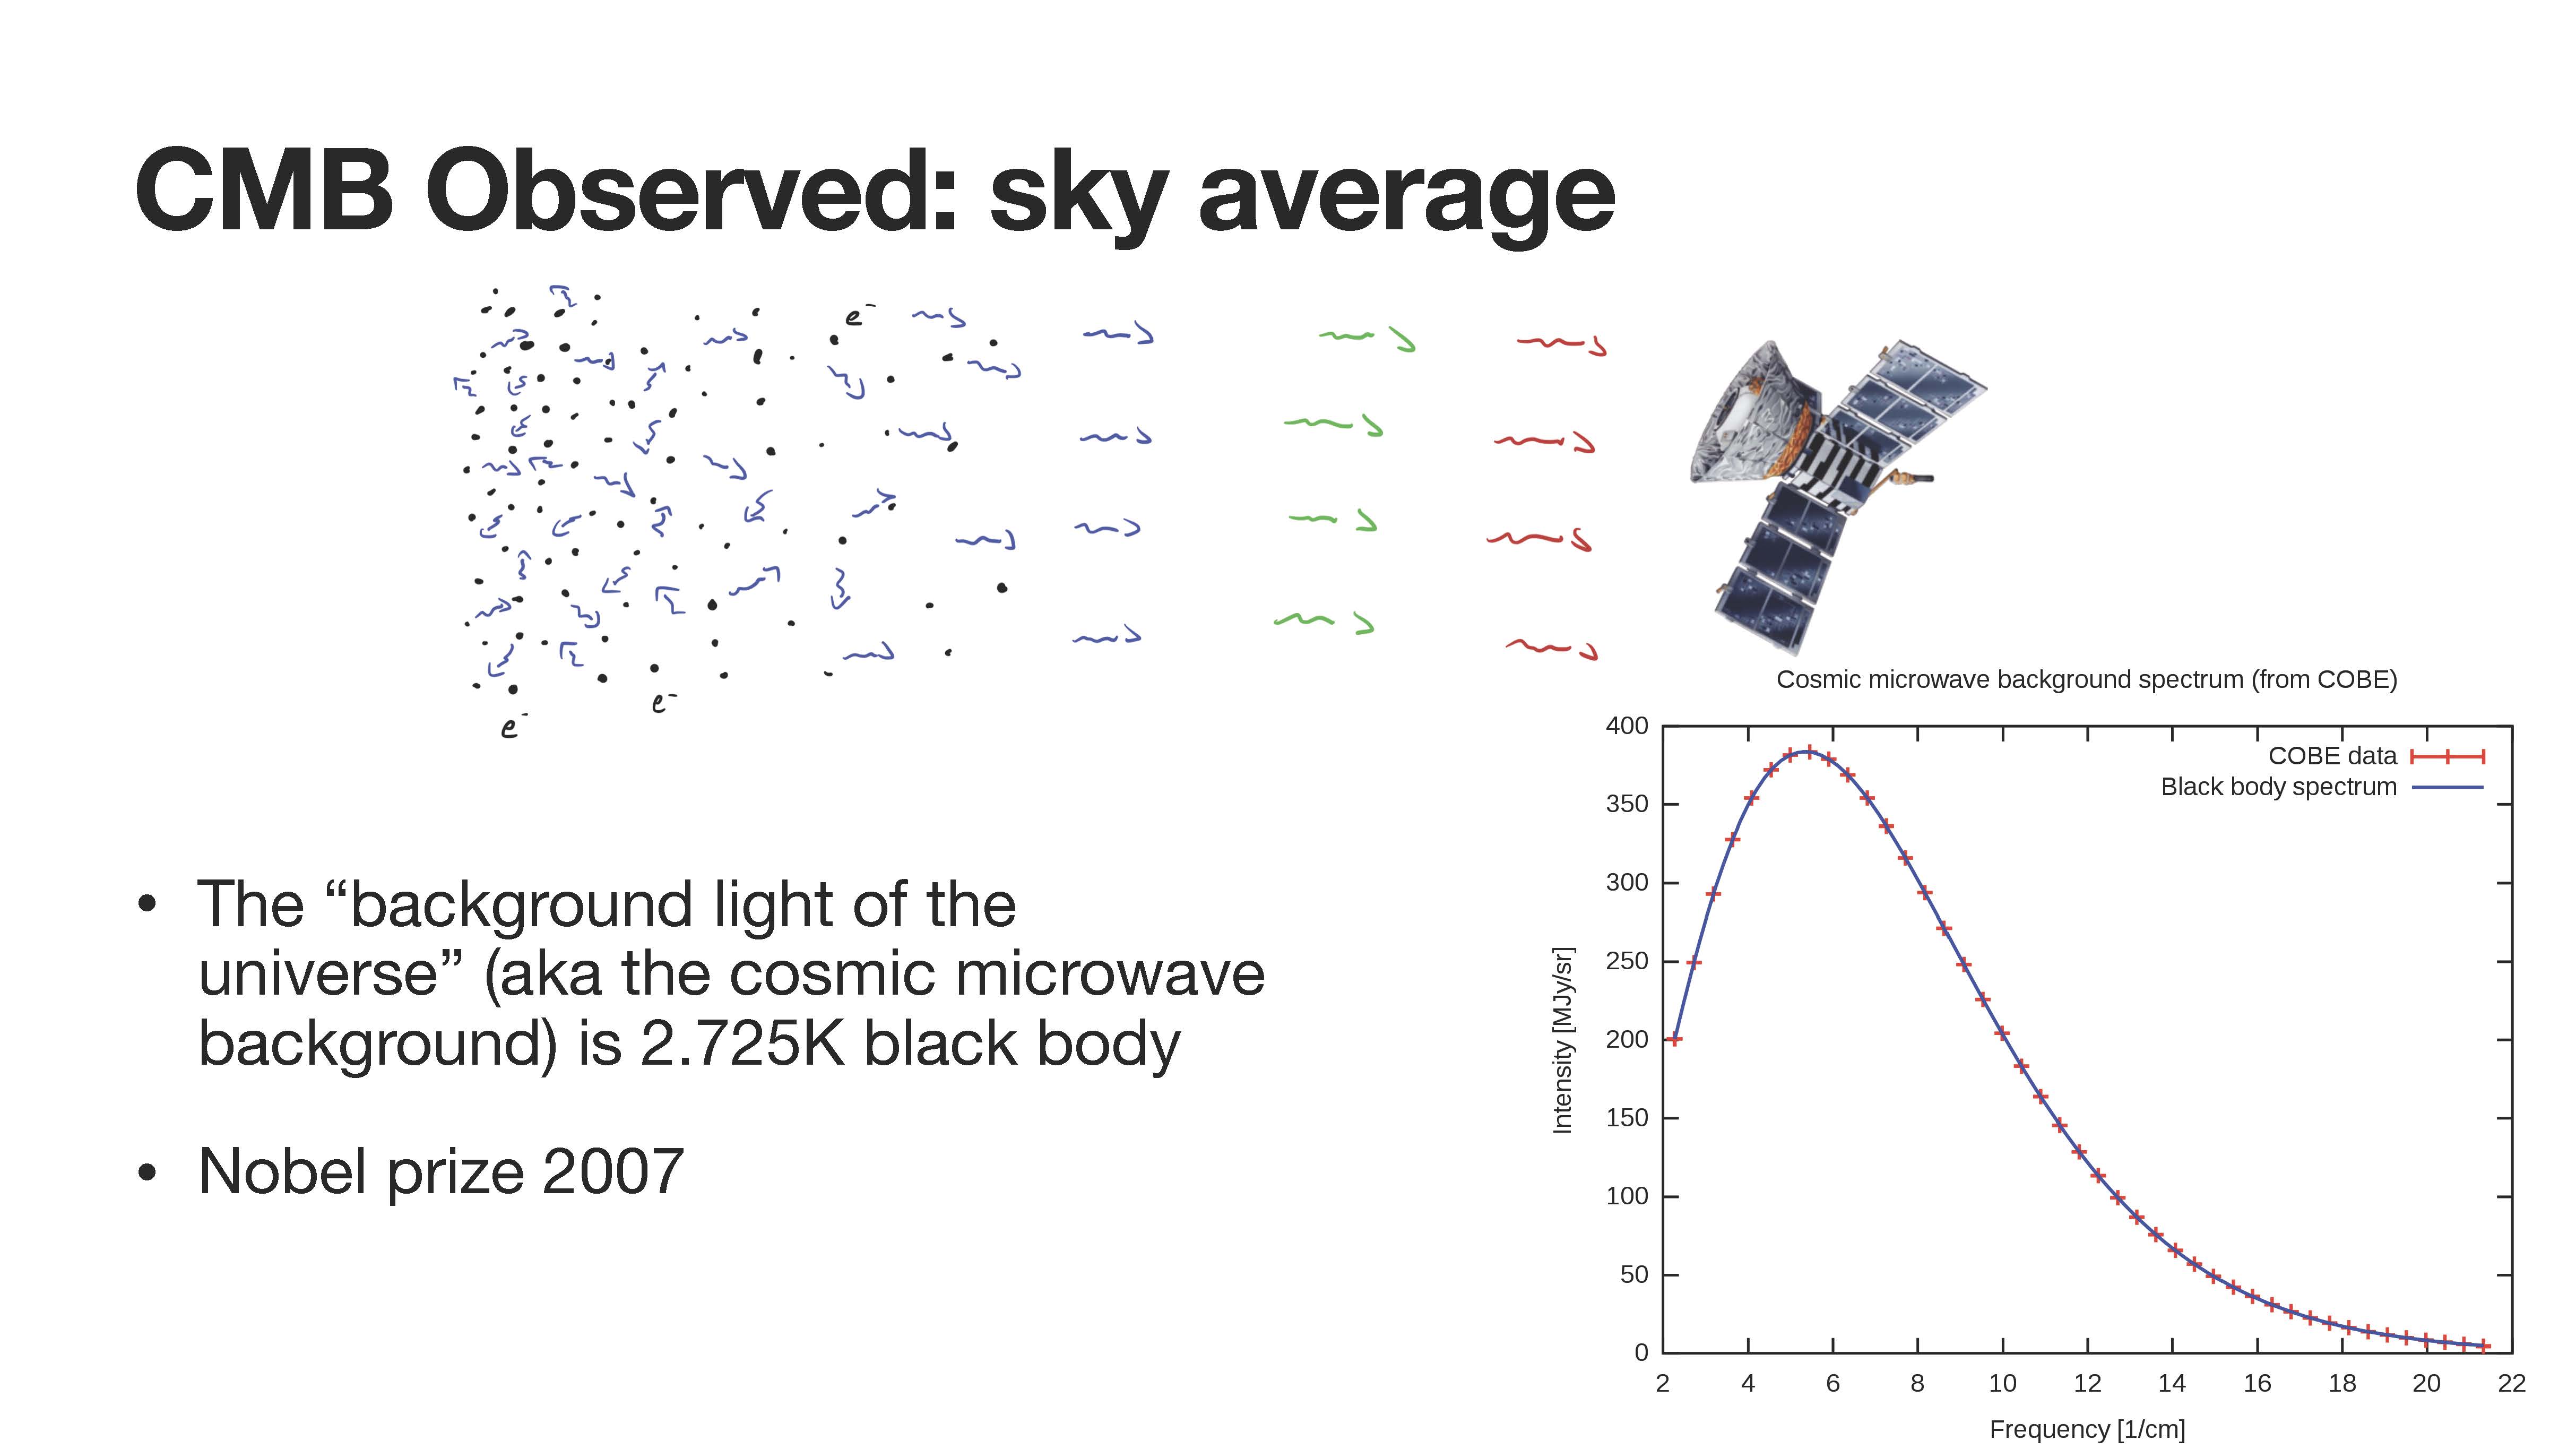 CMB Observed: sky average
e⁻
e⁻
e⁻
Cosmic microwave background spectrum (from COBE)
400
350
300
250
200
150
100
50
0
Intensity [MJy/sr]
COBE data
Black body spectrum
2 4 6 8 10 12 14 16 18 20 22
Frequency [1/cm]
• The “background light of the
universe” (aka the cosmic microwave
background) is 2.725K black body
• Nobel prize 2007